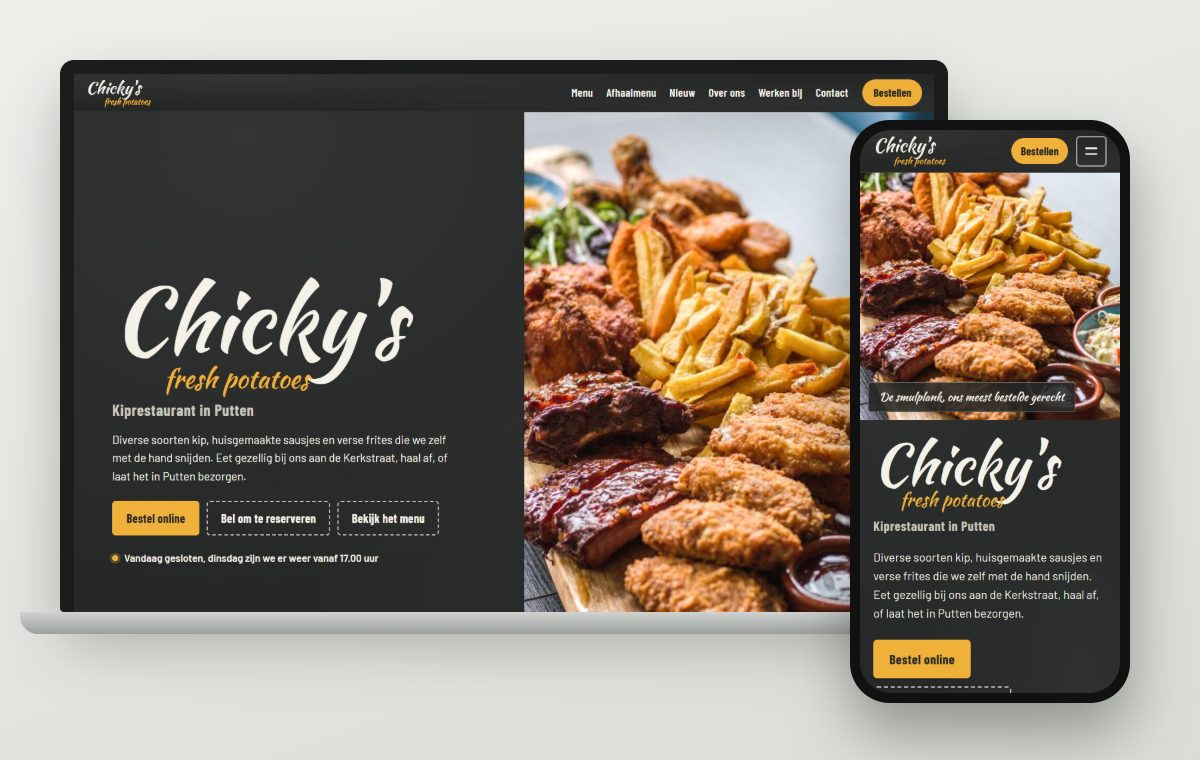 Chicky's
fresh potatoes
Menu Afhaalmenu Nieuw Over ons Werken bij Contact Bestellen
Chicky's
fresh potatoes
Kiprestaurant in Putten
Diverse soorten kip, huisgemaakte sausjes en verse frites die we zelf
met de hand snijden. Eet gezellig bij ons aan de Kerkstraat, haal af, of
laat het in Putten bezorgen.
Bestel online Bel om te reserveren Bekijk het menu
Vandaag gesloten, dinsdag zijn we er weer vanaf 17.00 uur
Chicky's
fresh potatoes
Bestellen
De smulplank, ons meest bestelde gerecht
Chicky's
fresh potatoes
Kiprestaurant in Putten
Diverse soorten kip, huisgemaakte sausjes en
verse frites die we zelf met de hand snijden.
Eet gezellig bij ons aan de Kerkstraat, haal af,
of laat het in Putten bezorgen.
Bestel online